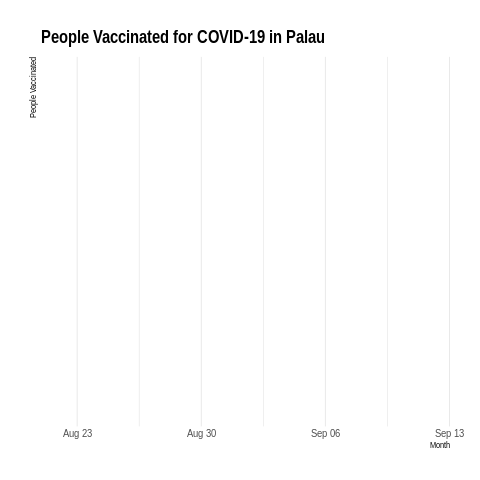 People Vaccinated for COVID-19 in Palau
People Vaccinated
Aug 23 Aug 30 Sep 06 Sep 13
Month